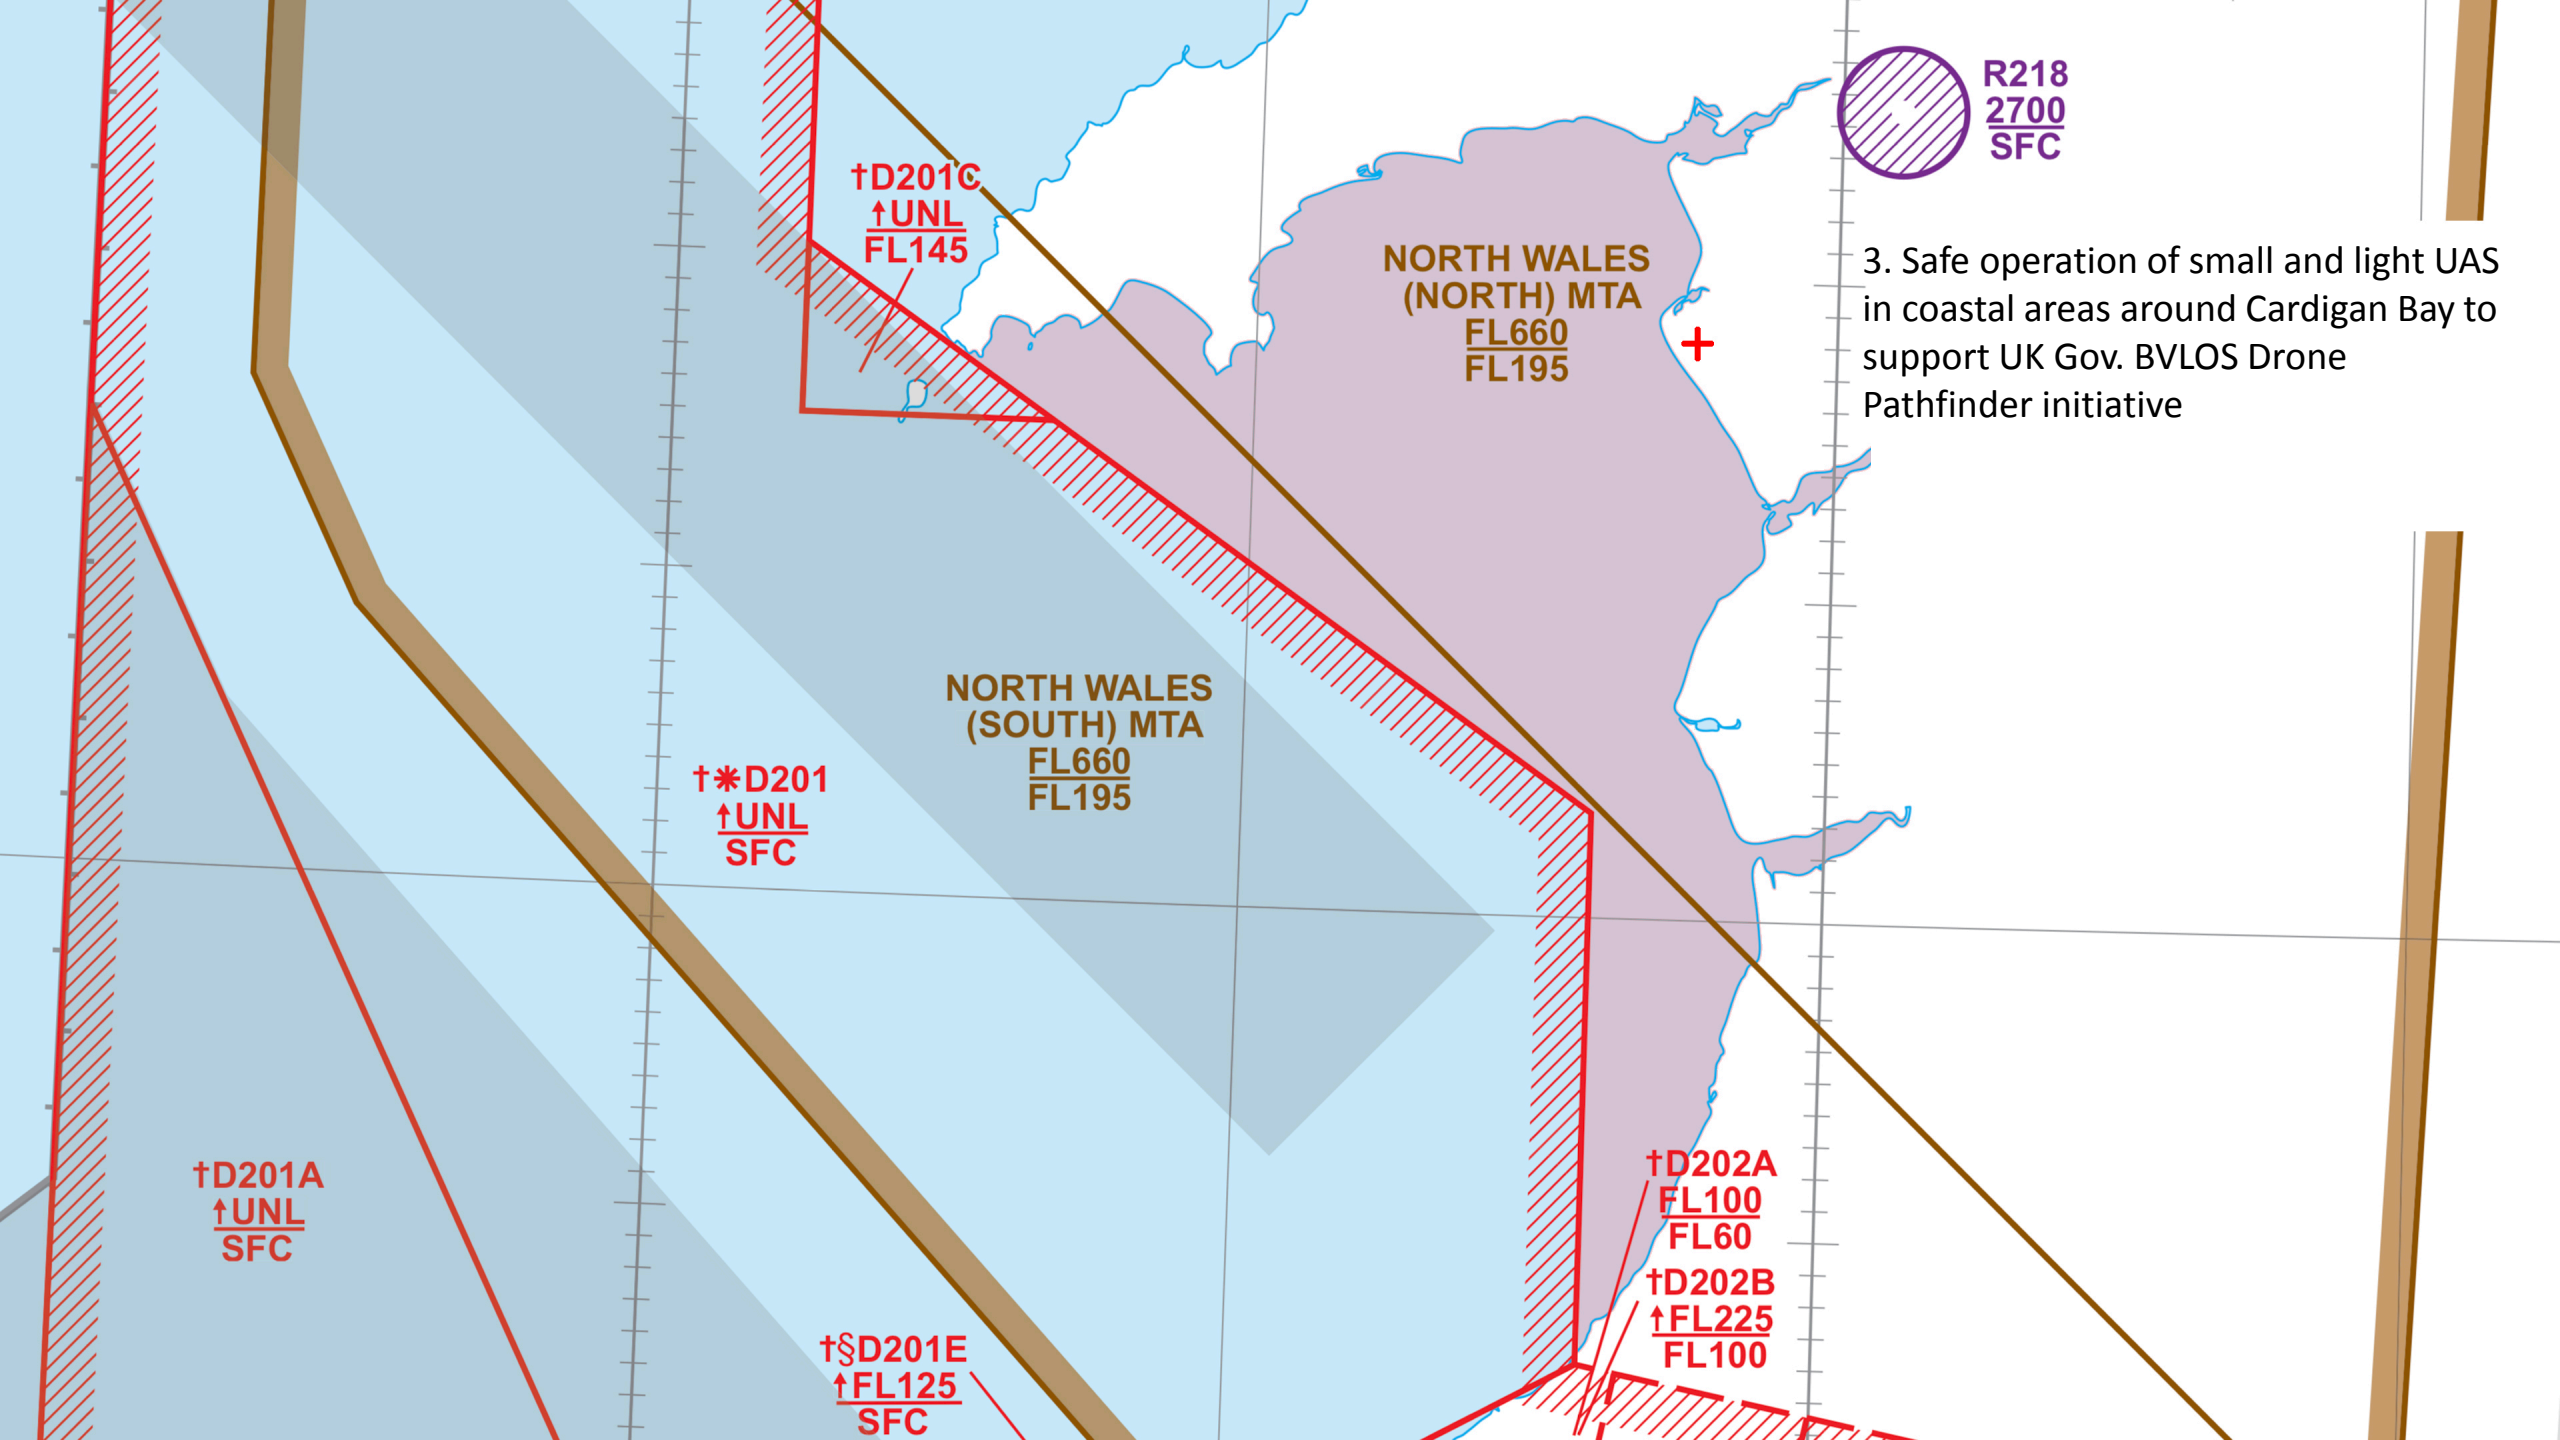 R218
2700
SFC
†D201C
↑UNL
FL145
NORTH WALES
(NORTH) MTA
FL660
FL195
3. Safe operation of small and light UAS
in coastal areas around Cardigan Bay to
support UK Gov. BVLOS Drone
Pathfinder initiative
NORTH WALES
(SOUTH) MTA
FL660
FL195
†✳D201
↑UNL
SFC
†D201A
↑UNL
SFC
†D202A
FL100
FL60
†D202B
↑FL225
FL100
†§D201E
↑FL125
SFC